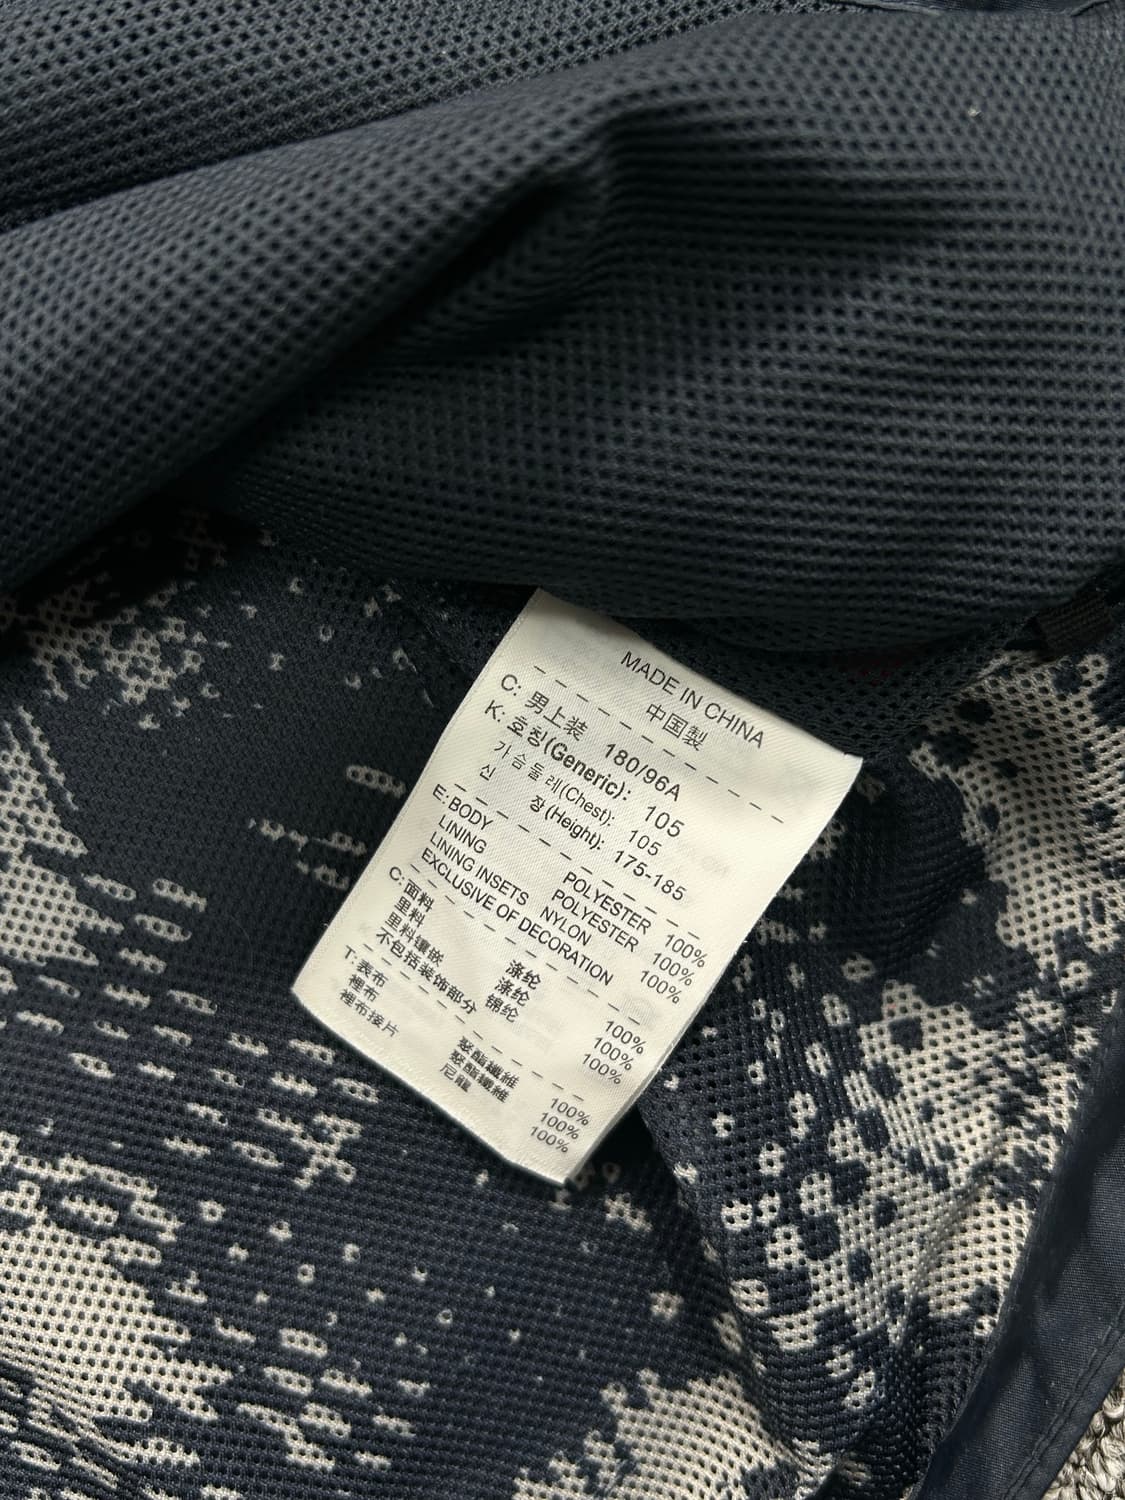 MADE IN CHINA
中国製
C: 男上装 180/96A
K: 호칭(Generic): 105
가슴둘레(Chest): 105
신 장(Height): 175-185
E: BODY POLYESTER 100%
LINING POLYESTER 100%
LINING INSETS NYLON 100%
EXCLUSIVE OF DECORATION
C: 面料 涤纶 100%
里料 涤纶 100%
里料镶嵌 锦纶 100%
不包括装饰部分
T: 表布 聚酯纖維 100%
裡布 聚酯纖維 100%
裡布接片 尼龍 100%